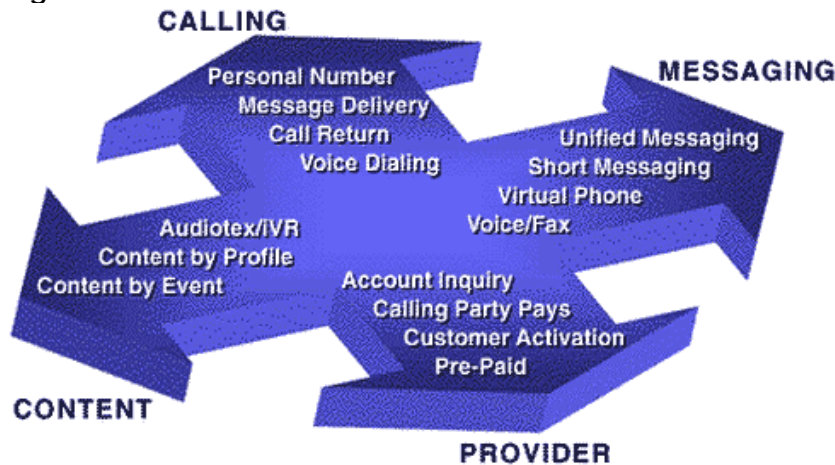 CALLING
Personal Number
Message Delivery
Call Return
Voice Dialing
MESSAGING
Unified Messaging
Short Messaging
Virtual Phone
Voice/Fax
Audiotex/iVR
Content by Profile
Content by Event
CONTENT
Account Inquiry
Calling Party Pays
Customer Activation
Pre-Paid
PROVIDER